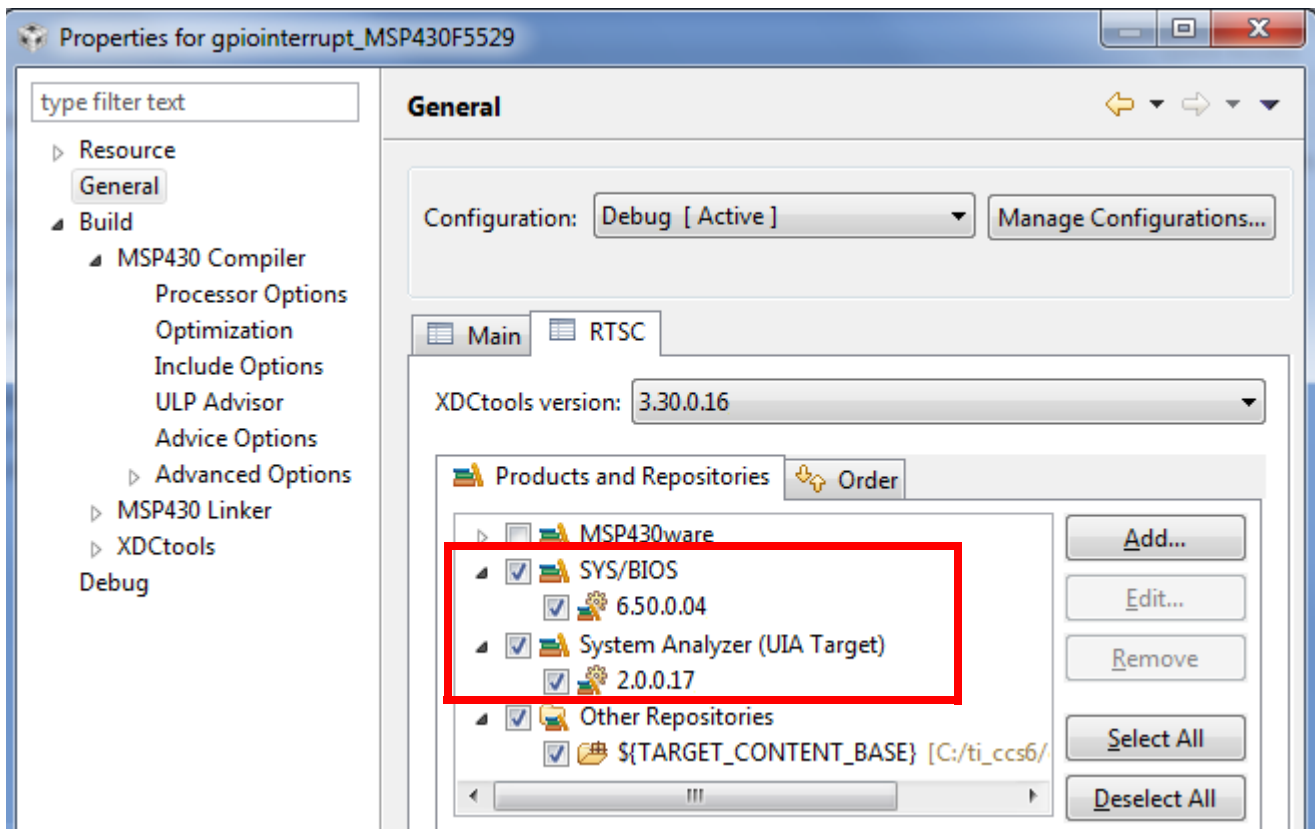 Properties for gpiointerrupt_MSP430F5529
type filter text
Resource
General
Build
MSP430 Compiler
Processor Options
Optimization
Include Options
ULP Advisor
Advice Options
Advanced Options
MSP430 Linker
XDCtools
Debug
General
Configuration: Debug [ Active ] Manage Configurations...
Main RTSC
XDCtools version: 3.30.0.16
Products and Repositories Order
MSP430ware
SYS/BIOS
6.50.0.04
System Analyzer (UIA Target)
2.0.0.17
Other Repositories
${TARGET_CONTENT_BASE} [C:/ti_ccs6/
Add...
Edit...
Remove
Select All
Deselect All